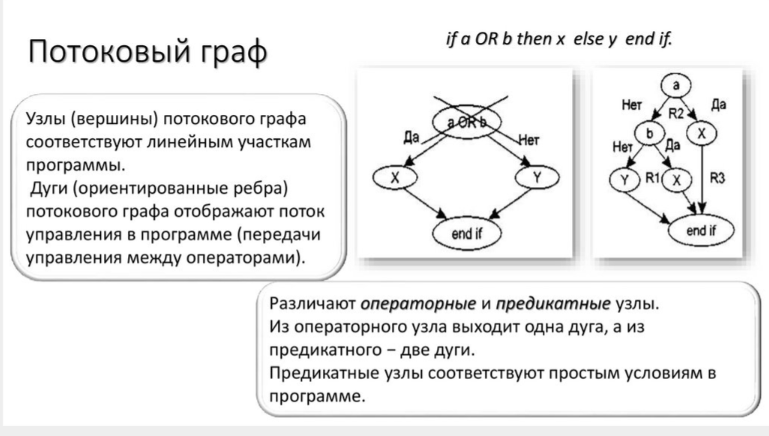 Потоковый граф
if a OR b then x else y end if.
Узлы (вершины) потокового графа
соответствуют линейным участкам
программы.
Дуги (ориентированные ребра)
потокового графа отображают поток
управления в программе (передачи
управления между операторами).
a OR b
Да
Нет
X
Y
end if
a
Нет
R2
Да
b
X
Нет
Да
Y
R1
X
R3
end if
Различают операторные и предикатные узлы.
Из операторного узла выходит одна дуга, а из
предикатного – две дуги.
Предикатные узлы соответствуют простым условиям в
программе.